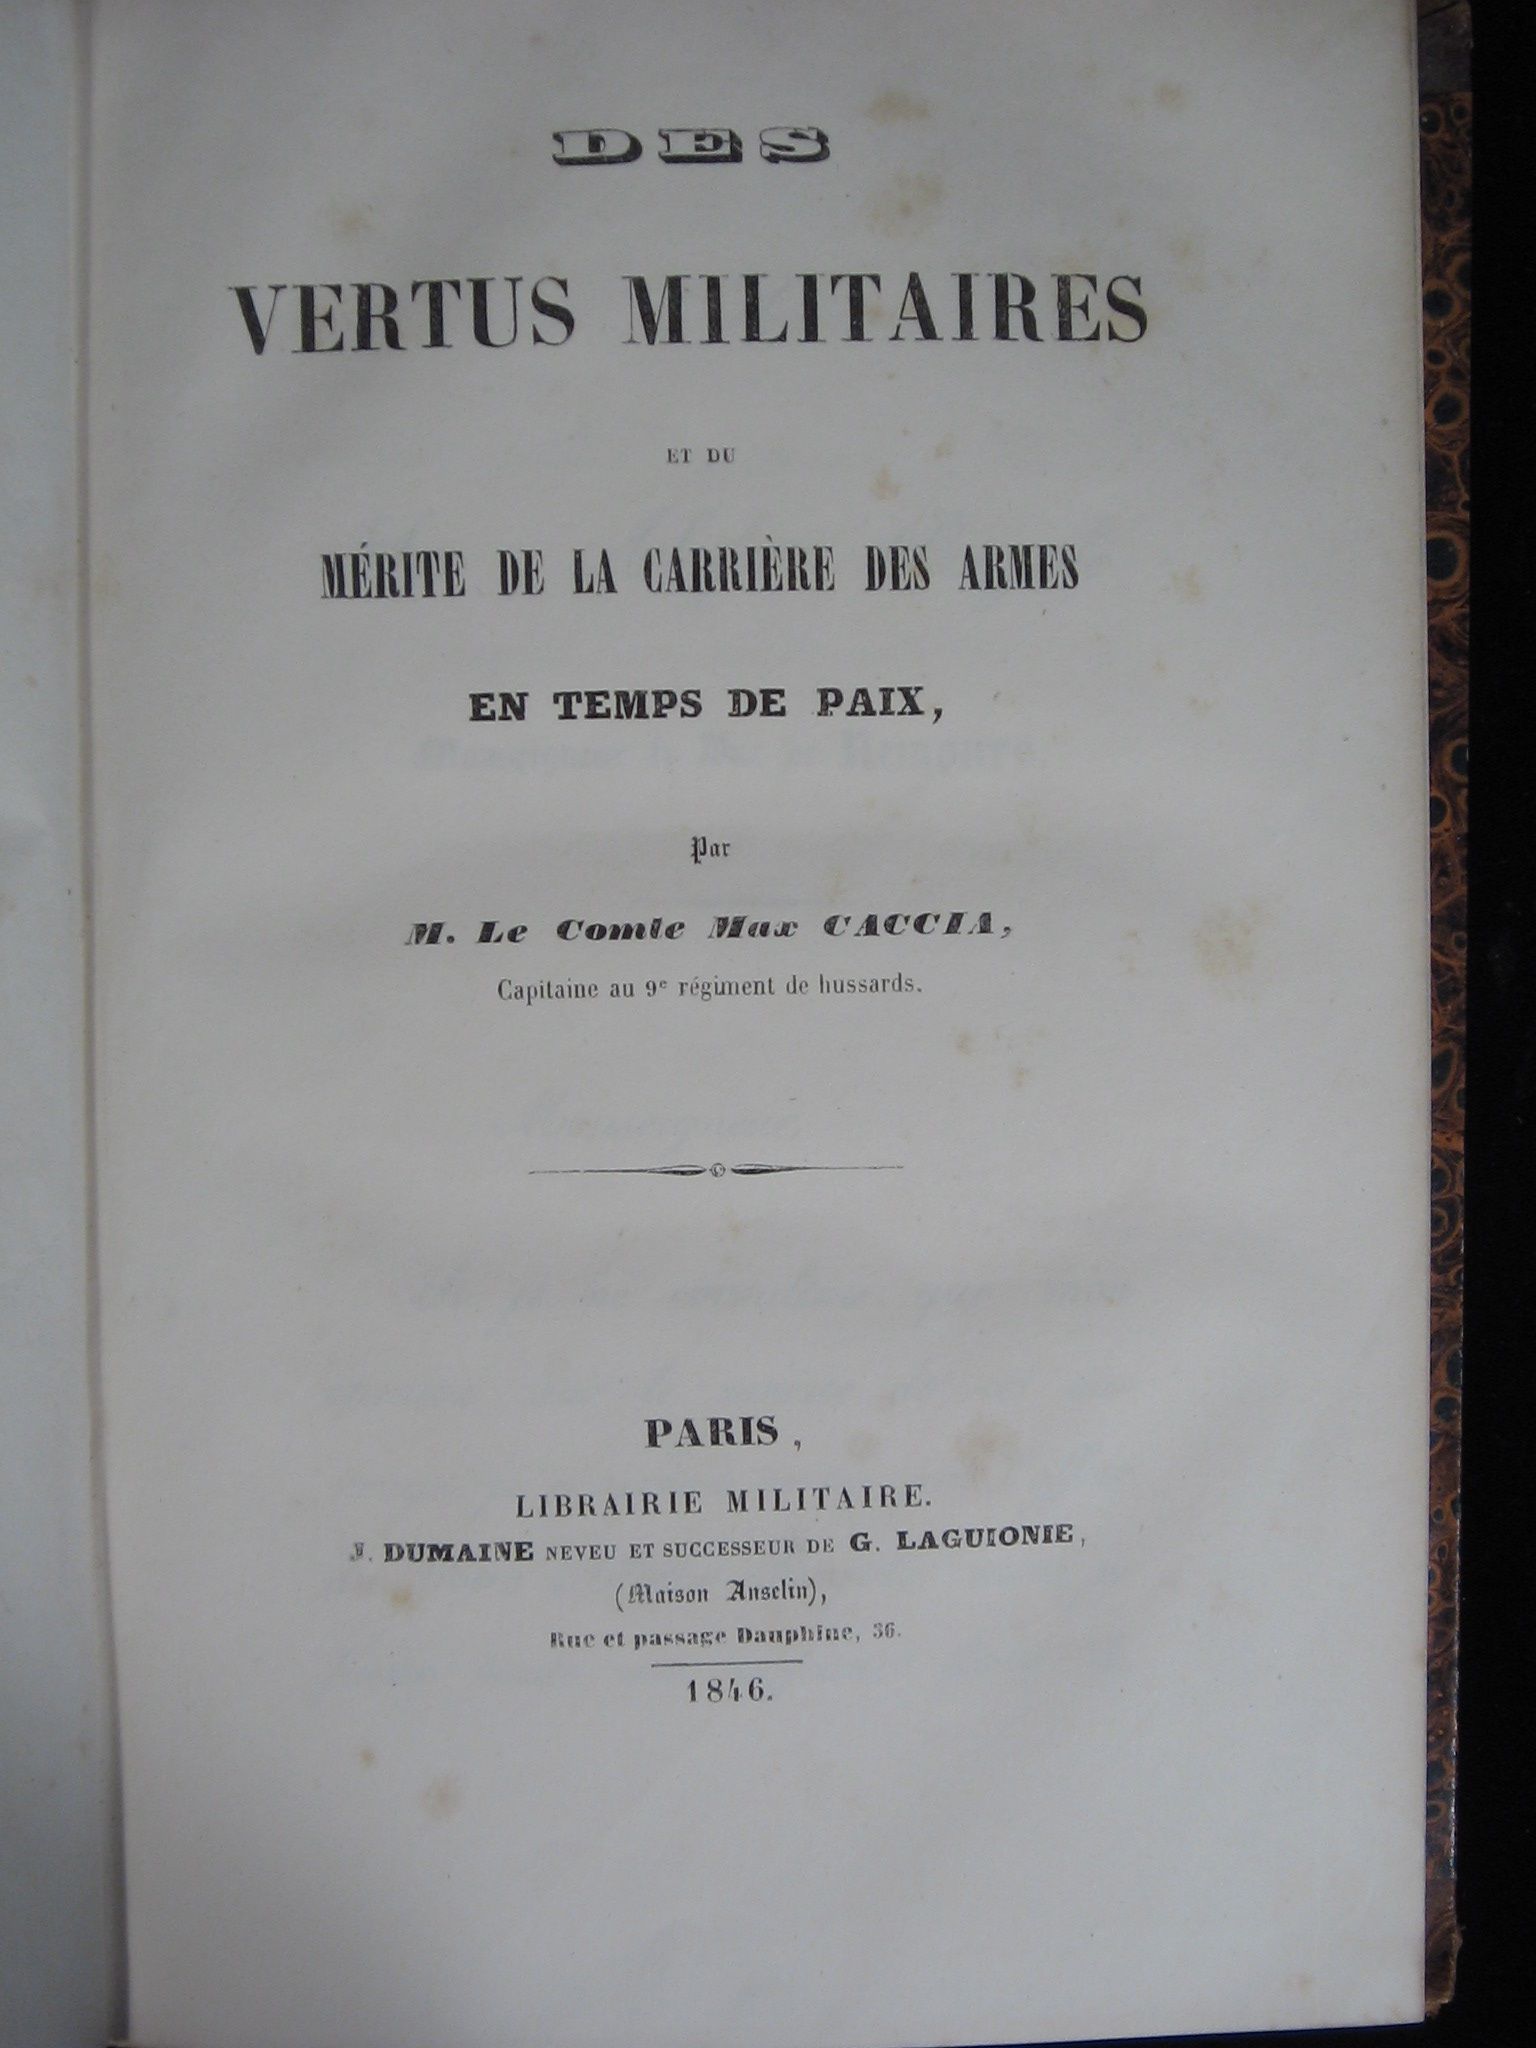 DES
VERTUS MILITAIRES
ET DU
MÉRITE DE LA CARRIÈRE DES ARMES
EN TEMPS DE PAIX,
Par
M. Le Comte Max CACCIA,
Capitaine au 9e régiment de hussards.
PARIS,
LIBRAIRIE MILITAIRE.
J. DUMAINE NEVEU ET SUCCESSEUR DE G. LAGUIONIE,
(Maison Anselin),
Rue et passage Dauphine, 36.
1846.